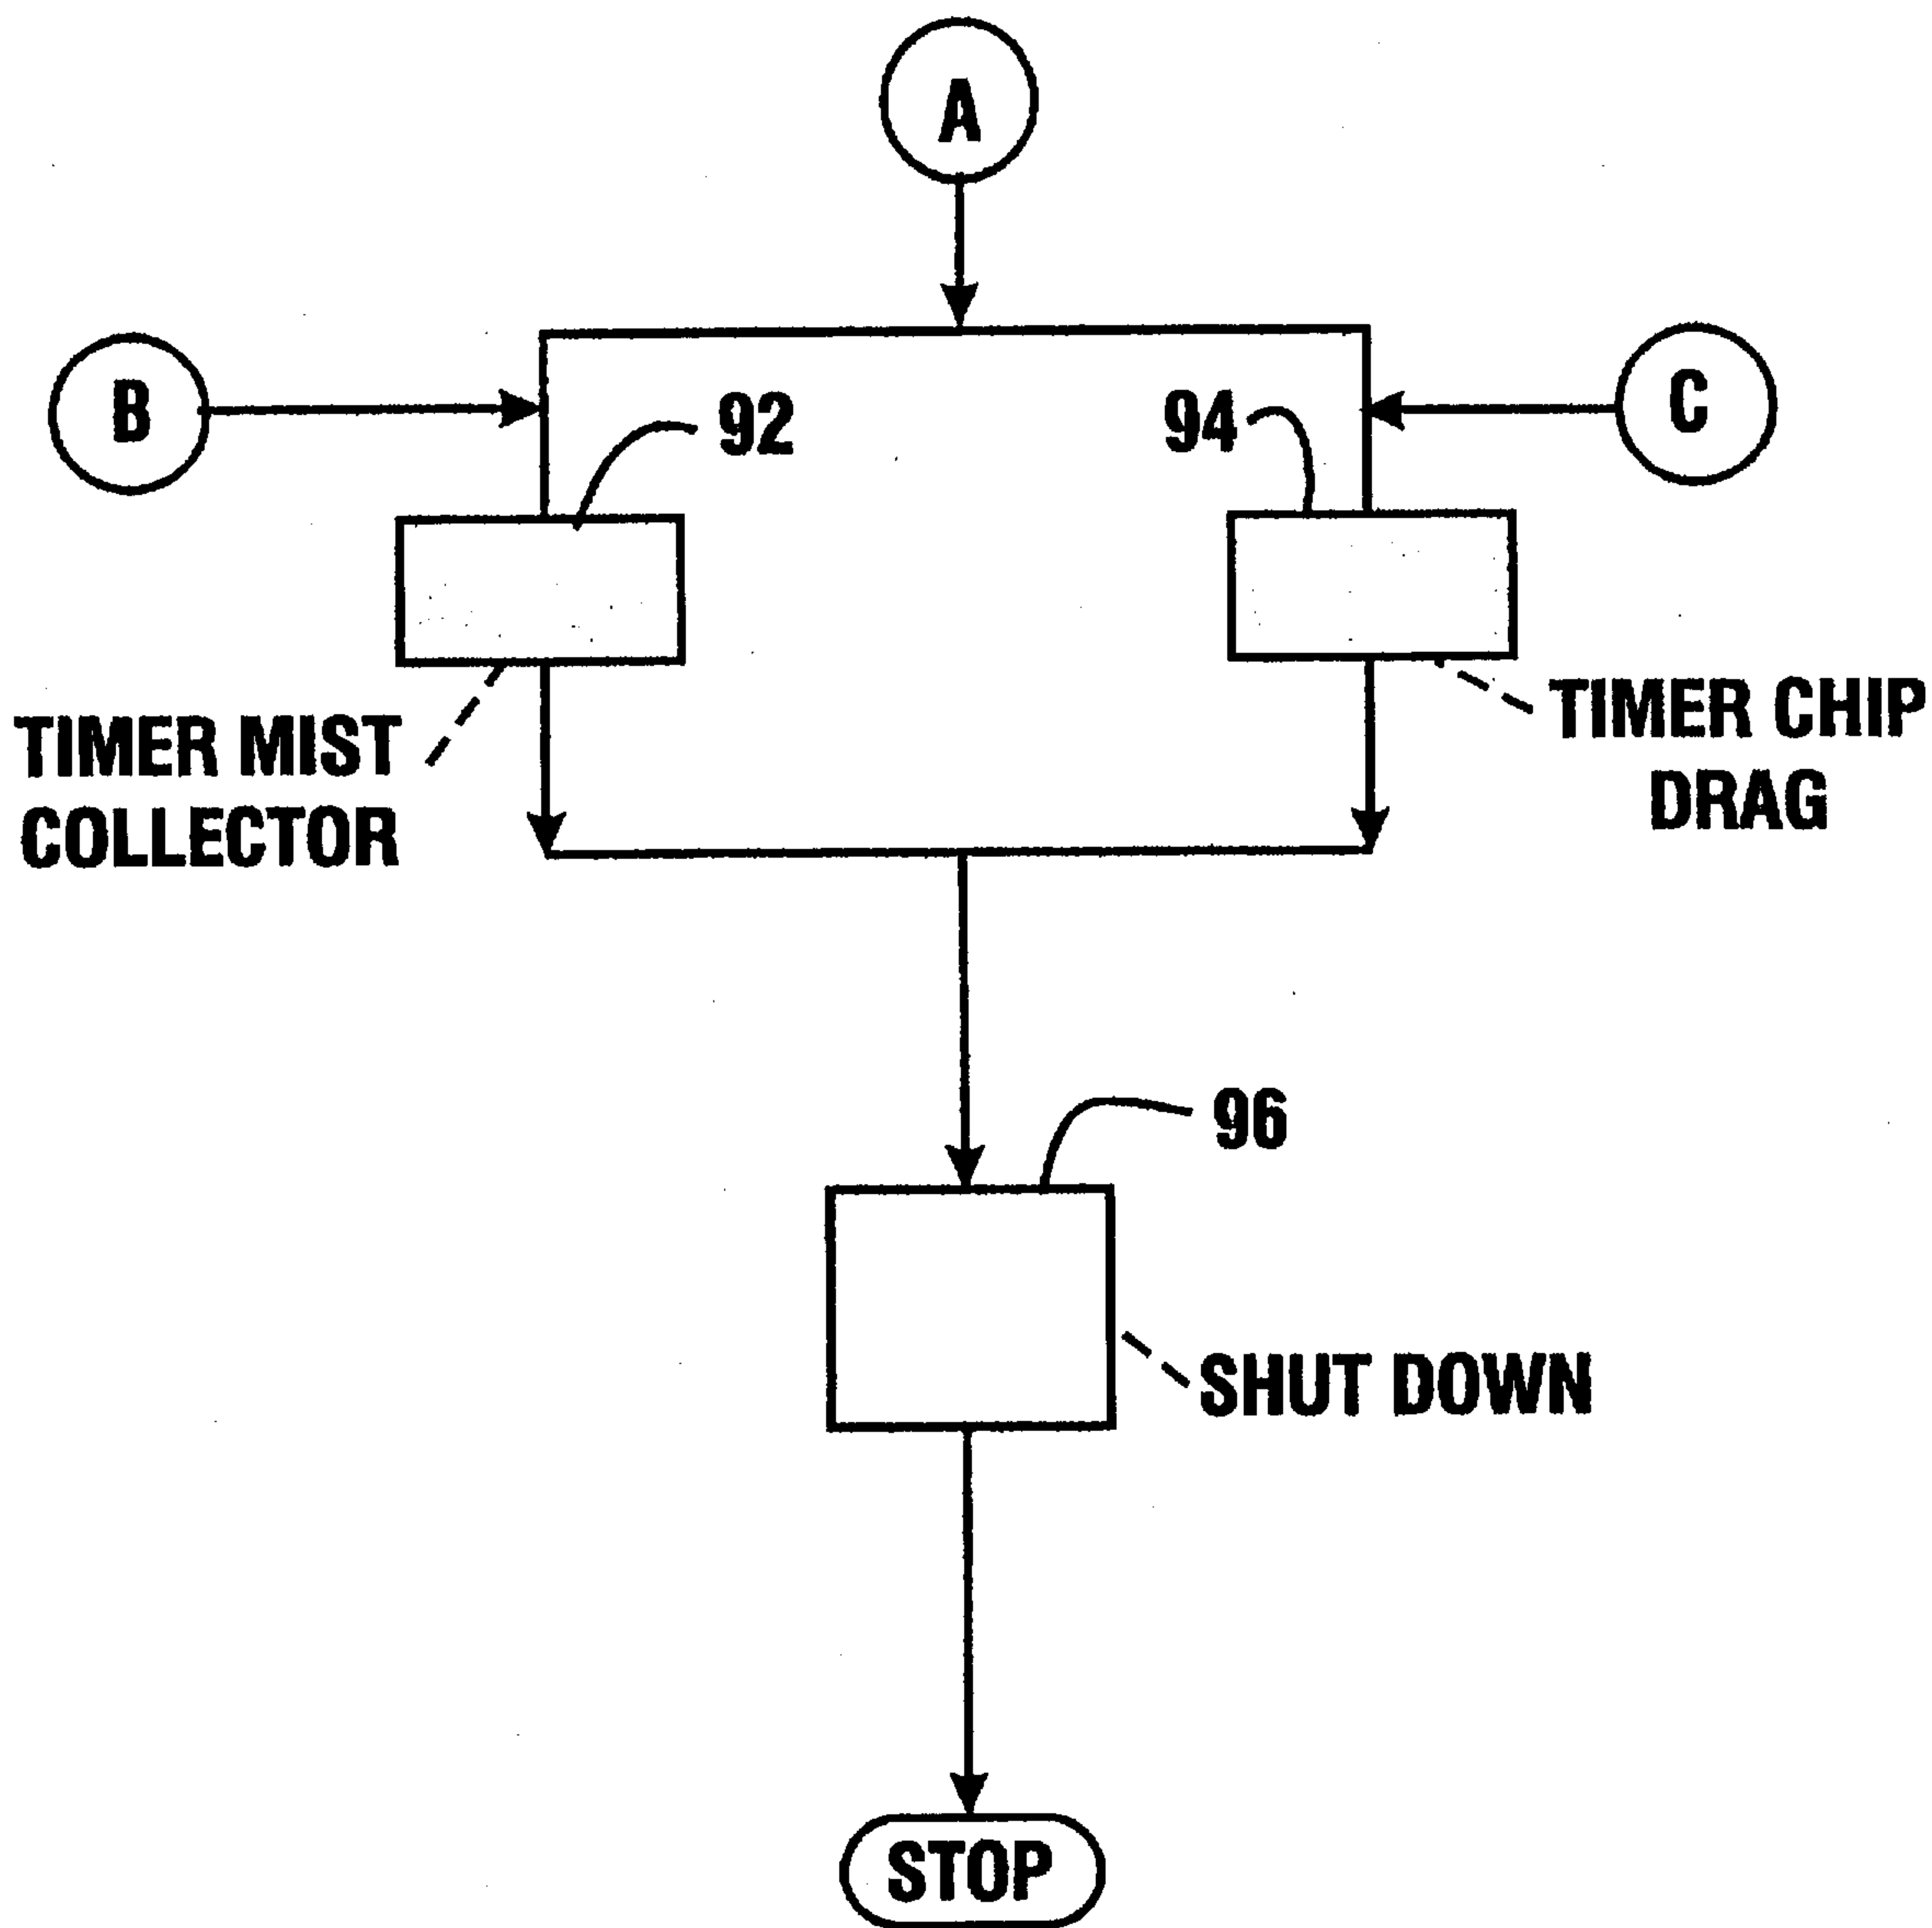 A
B
92
94
C
TIMER MIST
COLLECTOR
TIMER CHIP
DRAG
96
SHUT DOWN
STOP